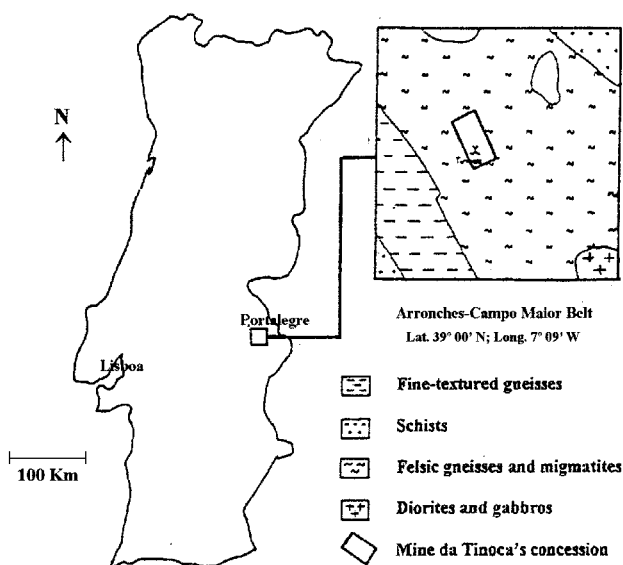 N
Portalegre
Lisboa
100 Km
Arronches-Campo Maior Belt
Lat. 39° 00' N; Long. 7° 09' W
Fine-textured gneisses
Schists
Felsic gneisses and migmatites
Diorites and gabbros
Mine da Tinoca's concession